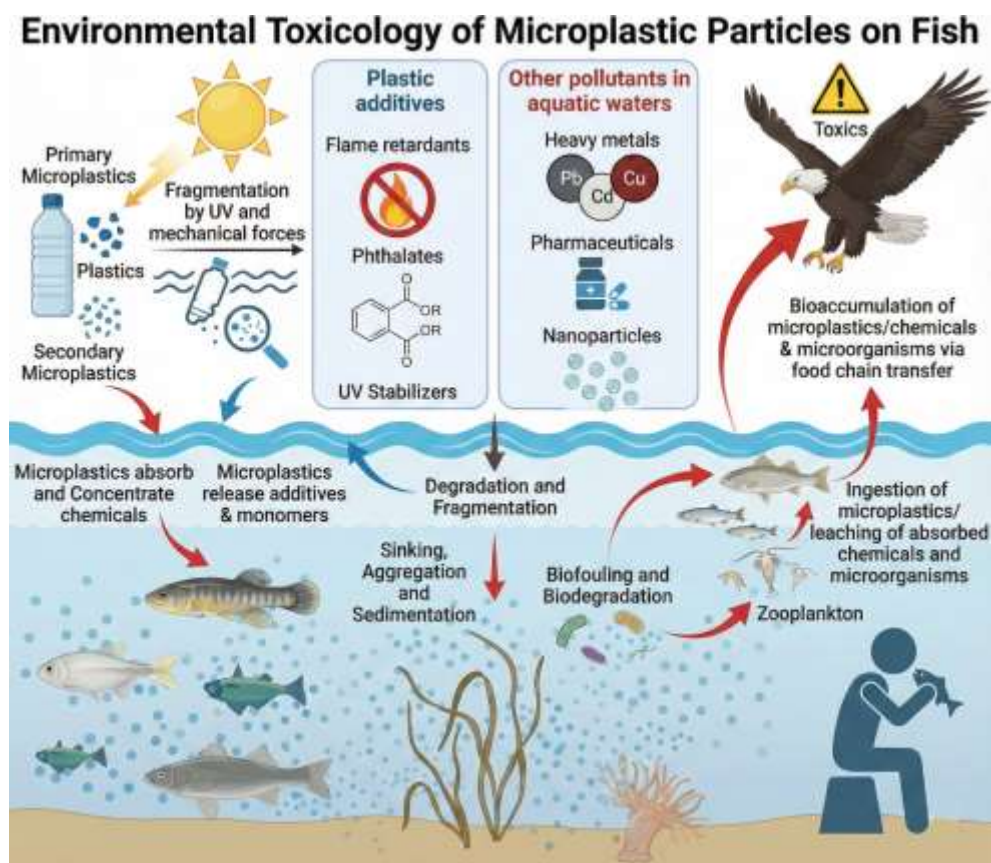 Environmental Toxicology of Microplastic Particles on Fish
Primary
Microplastics
Plastics
Secondary
Microplastics
Fragmentation
by UV and
mechanical forces
Plastic
additives
Flame retardants
Phthalates
O
OR
OR
O
UV Stabilizers
Other pollutants in
aquatic waters
Heavy metals
Pb
Cd
Cu
Pharmaceuticals
Nanoparticles
Toxics
Bioaccumulation of
microplastics/chemicals
& microorganisms via
food chain transfer
Microplastics absorb
and Concentrate
chemicals
Microplastics
release additives
& monomers
Degradation and
Fragmentation
Sinking,
Aggregation
and
Sedimentation
Biofouling and
Biodegradation
Zooplankton
Ingestion of
microplastics/
leaching of absorbed
chemicals and
microorganisms